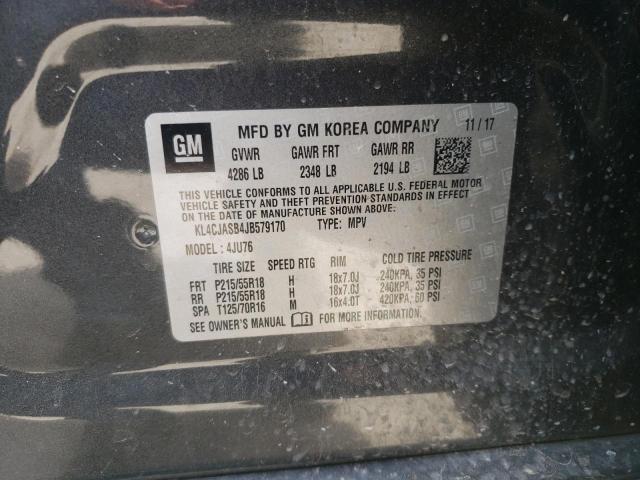 GM MFD BY GM KOREA COMPANY 11 / 17
GVWR GAWR FRT GAWR RR
4286 LB 2348 LB 2194 LB
THIS VEHICLE CONFORMS TO ALL APPLICABLE U.S. FEDERAL MOTOR
VEHICLE SAFETY AND THEFT PREVENTION STANDARDS IN EFFECT ON THE DATE OF MANUFACTURE SHOWN ABOVE.
KL4CJASB4JB579170 TYPE: MPV
MODEL : 4JU76
TIRE SIZE SPEED RTG RIM COLD TIRE PRESSURE
FRT P215/55R18 H 18x7.0J 240KPA, 35 PSI
RR P215/55R18 H 18x7.0J 240KPA, 35 PSI
SPA T125/70R16 M 16x4.0T 420KPA, 60 PSI
SEE OWNER'S MANUAL FOR MORE INFORMATION.